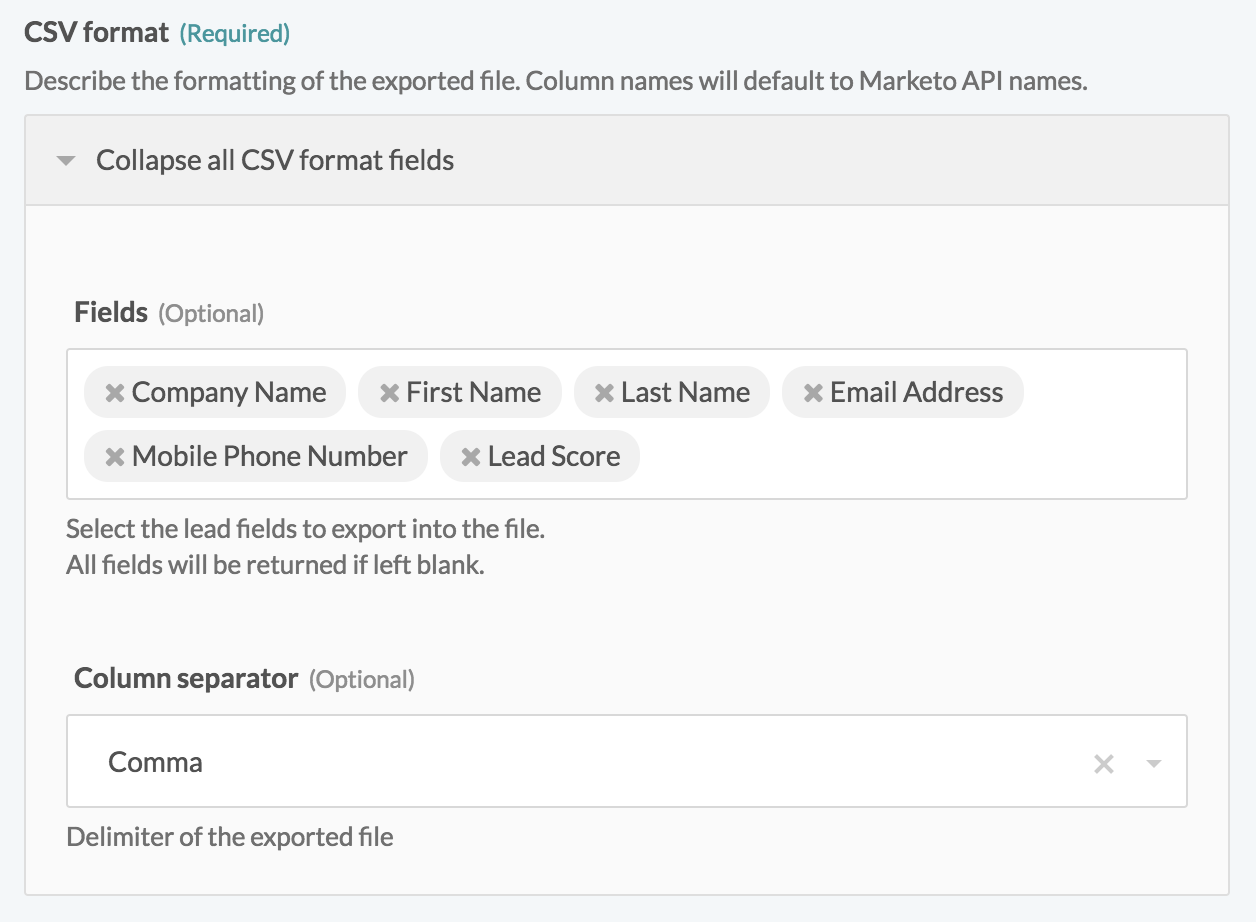 CSV format (Required)
Describe the formatting of the exported file. Column names will default to Marketo API names.
Collapse all CSV format fields
Fields (Optional)
Company Name First Name Last Name Email Address
Mobile Phone Number Lead Score
Select the lead fields to export into the file.
All fields will be returned if left blank.
Column separator (Optional)
Comma
Delimiter of the exported file